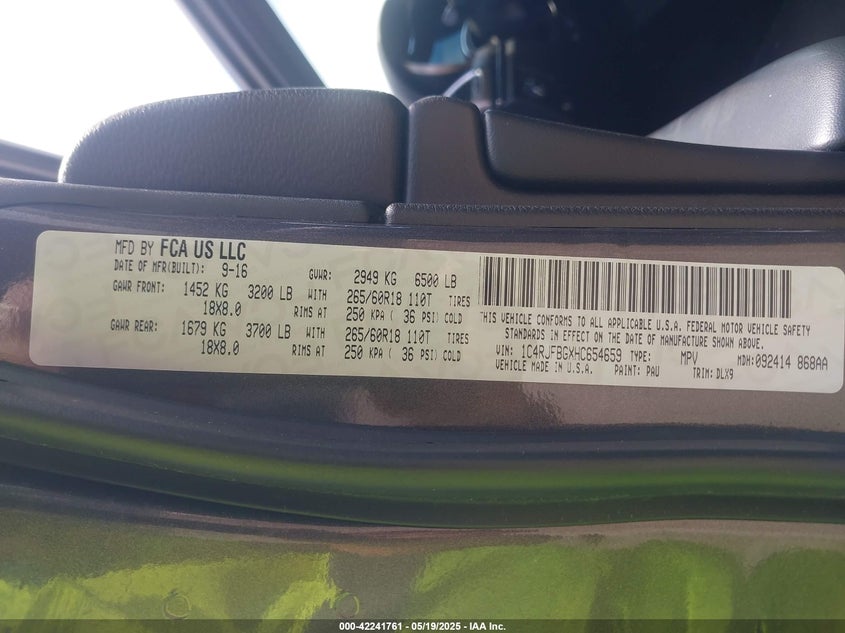 MFD BY FCA US LLC
DATE OF MFR(BUILT): 9-16 GVWR: 2949 KG 6500 LB
GAWR FRONT: 1452 KG 3200 LB WITH 265/60R18 110T TIRES
18X8.0 RIMS AT 250 KPA ( 36 PSI) COLD
GAWR REAR: 1679 KG 3700 LB WITH 265/60R18 110T TIRES
18X8.0 RIMS AT 250 KPA ( 36 PSI) COLD
THIS VEHICLE CONFORMS TO ALL APPLICABLE U.S.A. FEDERAL MOTOR VEHICLE SAFETY
STANDARDS IN EFFECT ON THE DATE OF MANUFACTURE SHOWN ABOVE.
VIN: 1C4RJFBGXHC654659 TYPE: MPV MDH:092414 868AA
VEHICLE MADE IN U.S.A. PAINT: PAU TRIM: DLX9
000-42241761 - 05/19/2025 - IAA Inc.